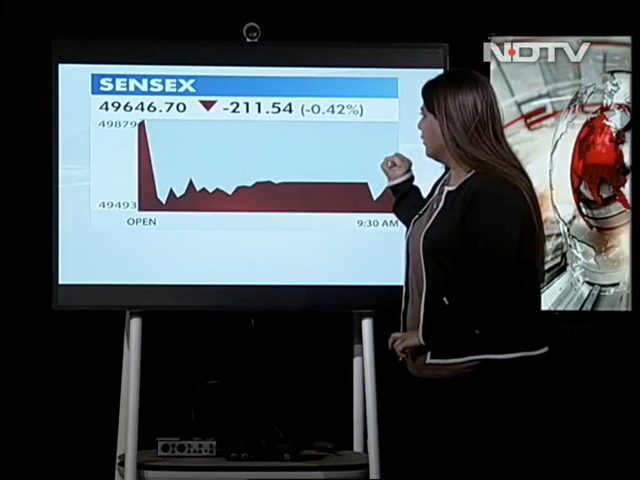 NDTV
SENSEX
49646.70 ▼ -211.54 (-0.42%)
49879
49493
OPEN 9:30 AM